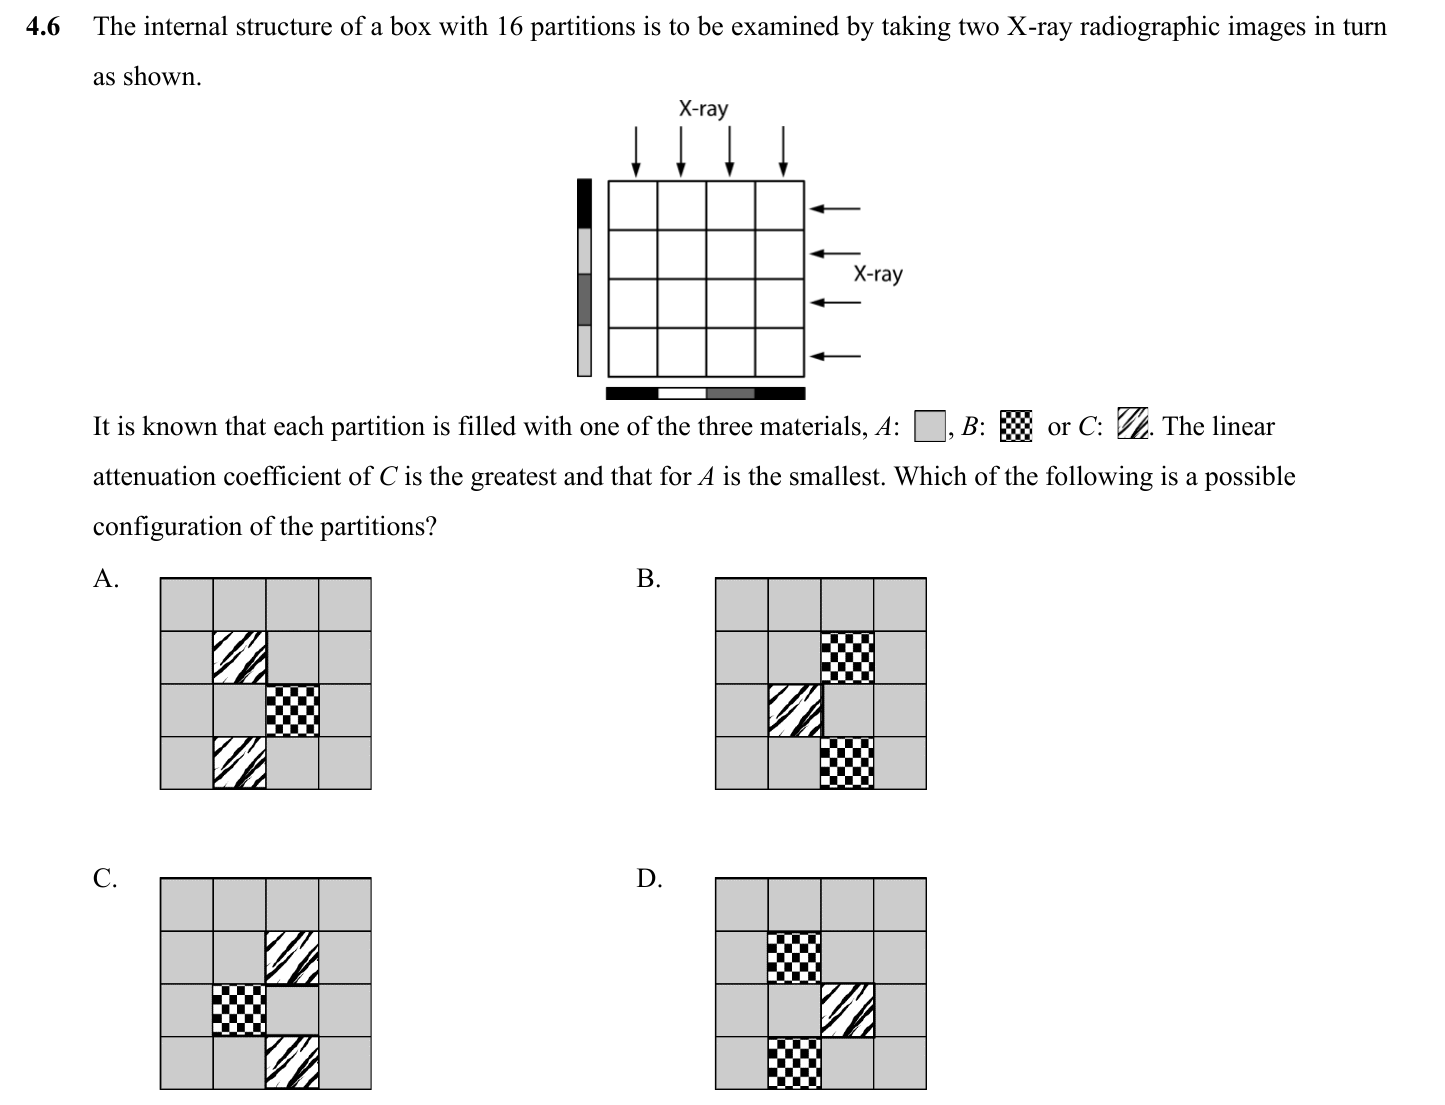 4.6 The internal structure of a box with 16 partitions is to be examined by taking two X-ray radiographic images in turn
as shown.
X-ray
X-ray
It is known that each partition is filled with one of the three materials, A: , B: or C: . The linear
attenuation coefficient of C is the greatest and that for A is the smallest. Which of the following is a possible
configuration of the partitions?
A.
B.
C.
D.